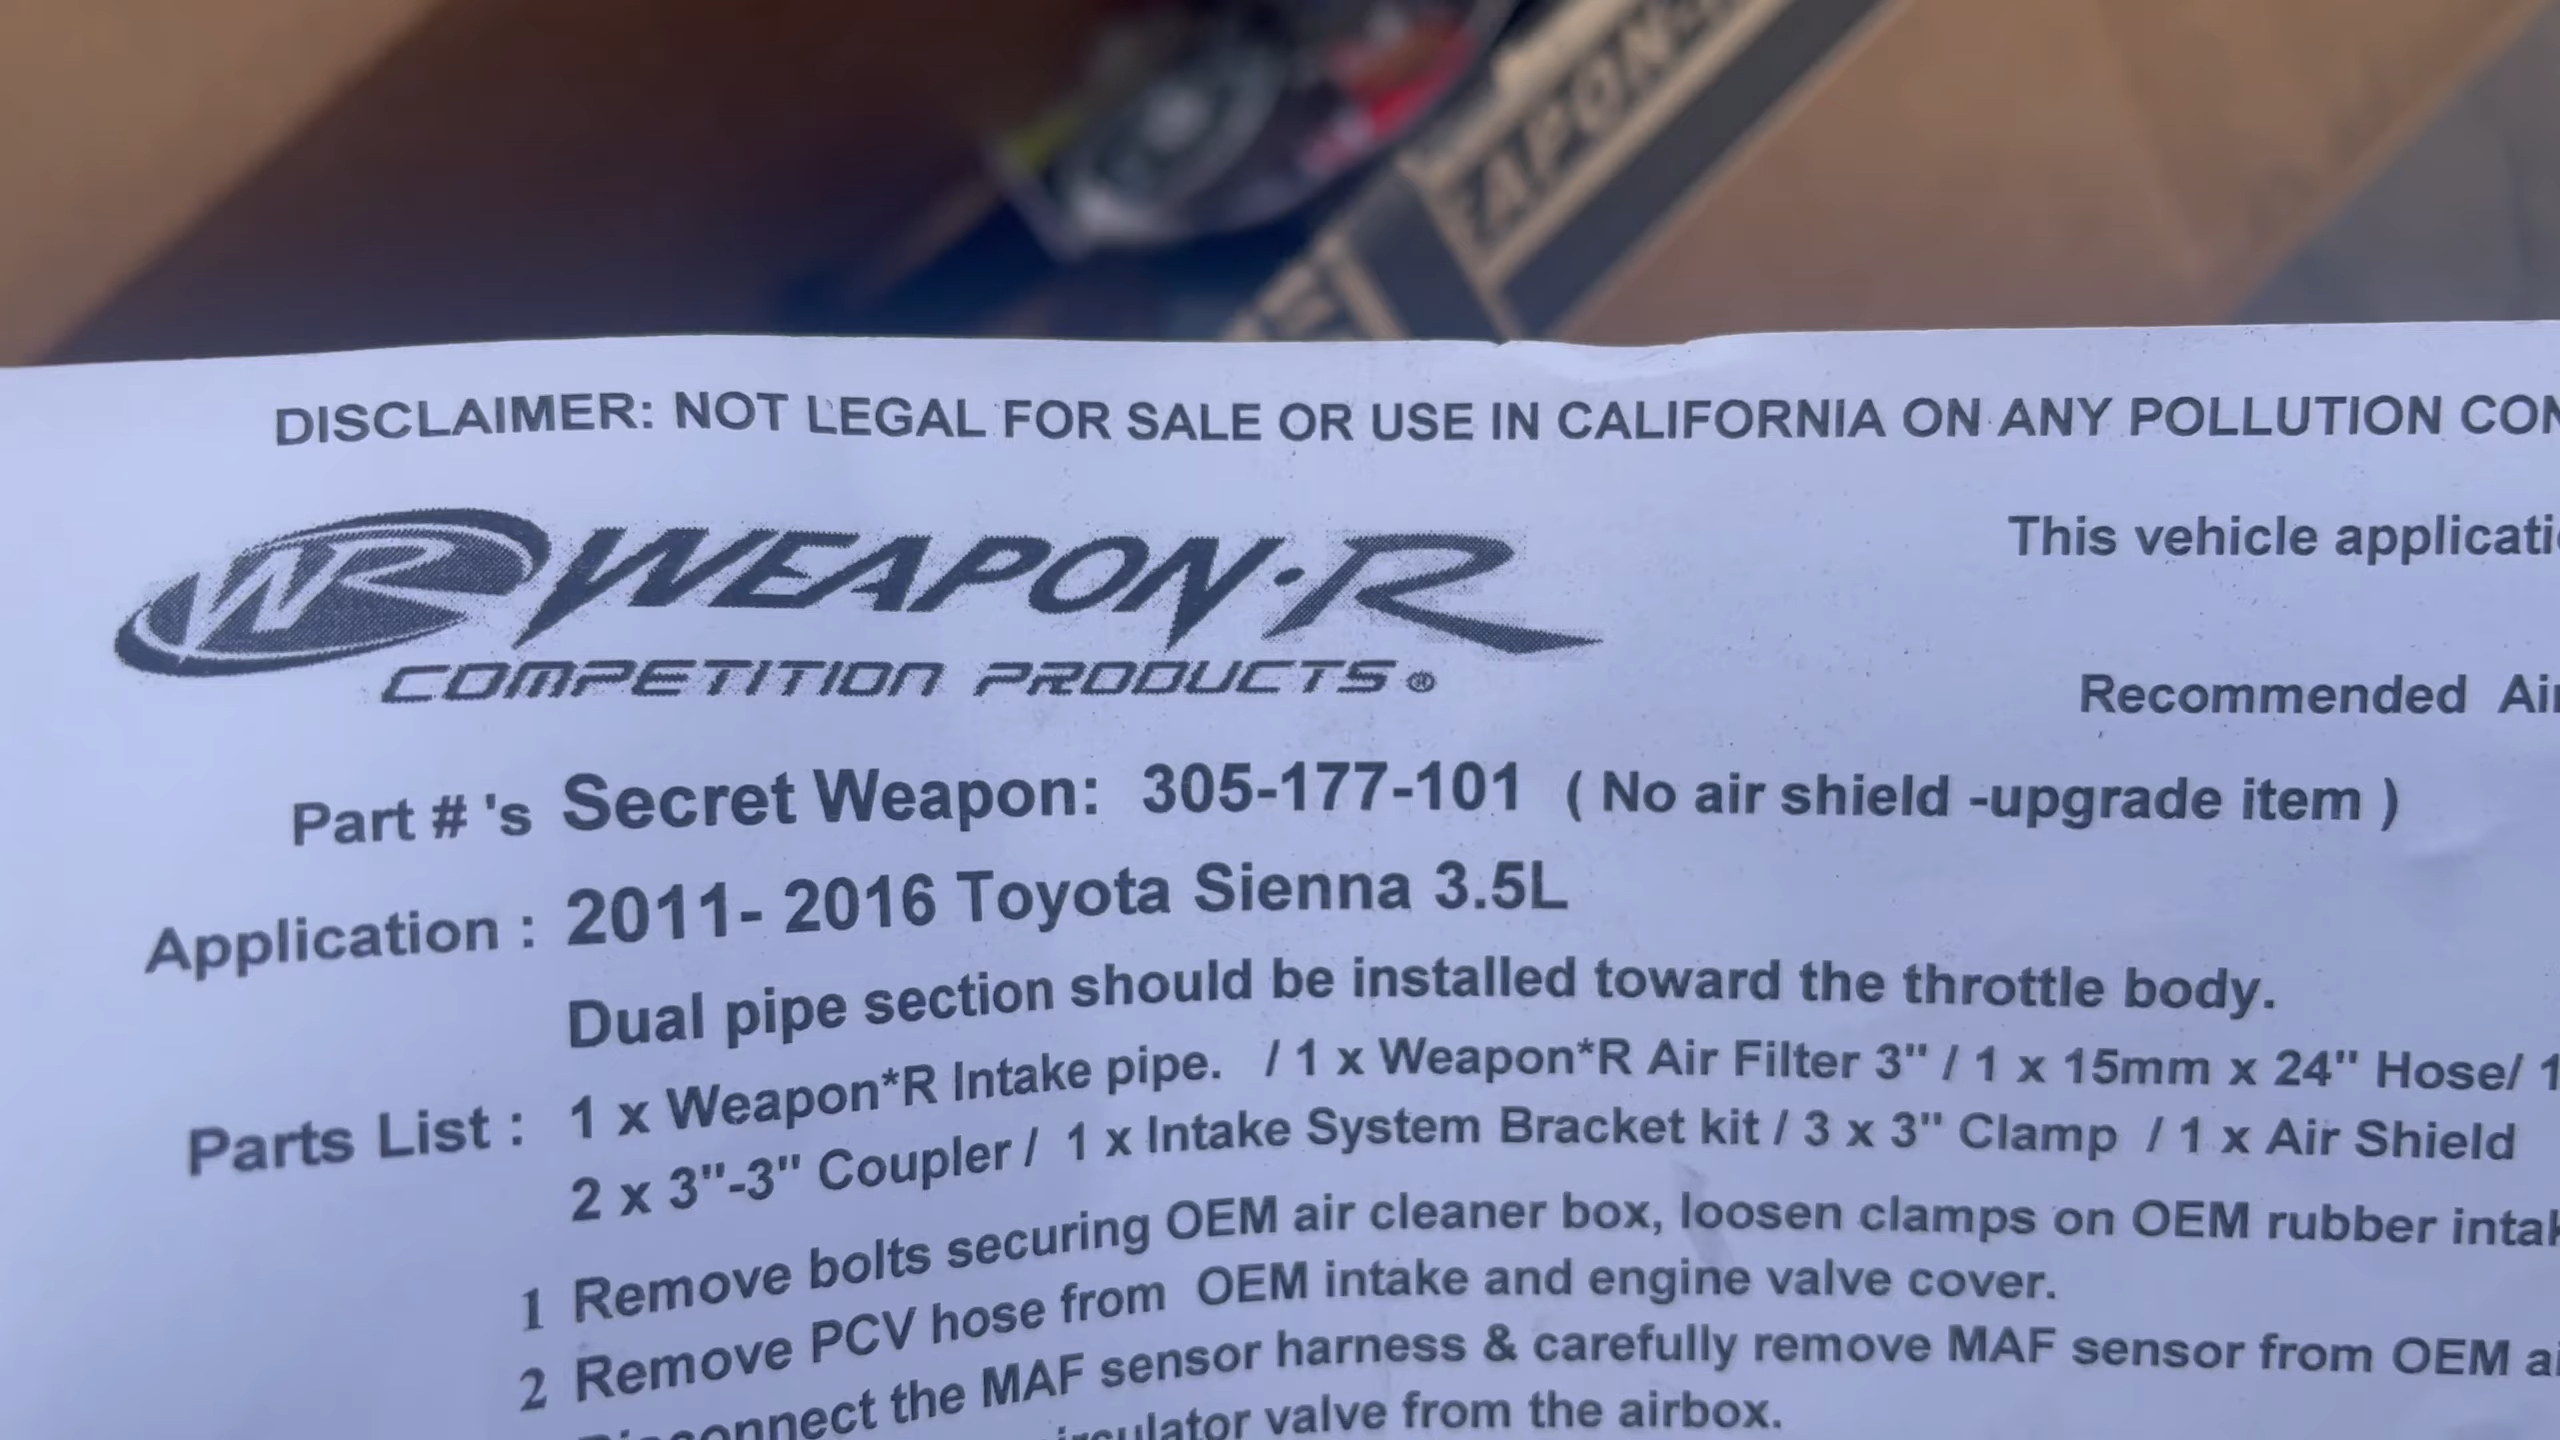 APON
DISCLAIMER: NOT LEGAL FOR SALE OR USE IN CALIFORNIA ON ANY POLLUTION CON
WR WEAPON·R
COMPETITION PRODUCTS®
This vehicle applicati
Recommended Air
Part # 's Secret Weapon: 305-177-101 ( No air shield -upgrade item )
Application : 2011- 2016 Toyota Sienna 3.5L
Dual pipe section should be installed toward the throttle body.
Parts List : 1 x Weapon*R Intake pipe. / 1 x Weapon*R Air Filter 3" / 1 x 15mm x 24" Hose/ 1
2 x 3"-3" Coupler / 1 x Intake System Bracket kit / 3 x 3" Clamp / 1 x Air Shield
1 Remove bolts securing OEM air cleaner box, loosen clamps on OEM rubber intak
2 Remove PCV hose from OEM intake and engine valve cover.
connect the MAF sensor harness & carefully remove MAF sensor from OEM ai
valve from the airbox.